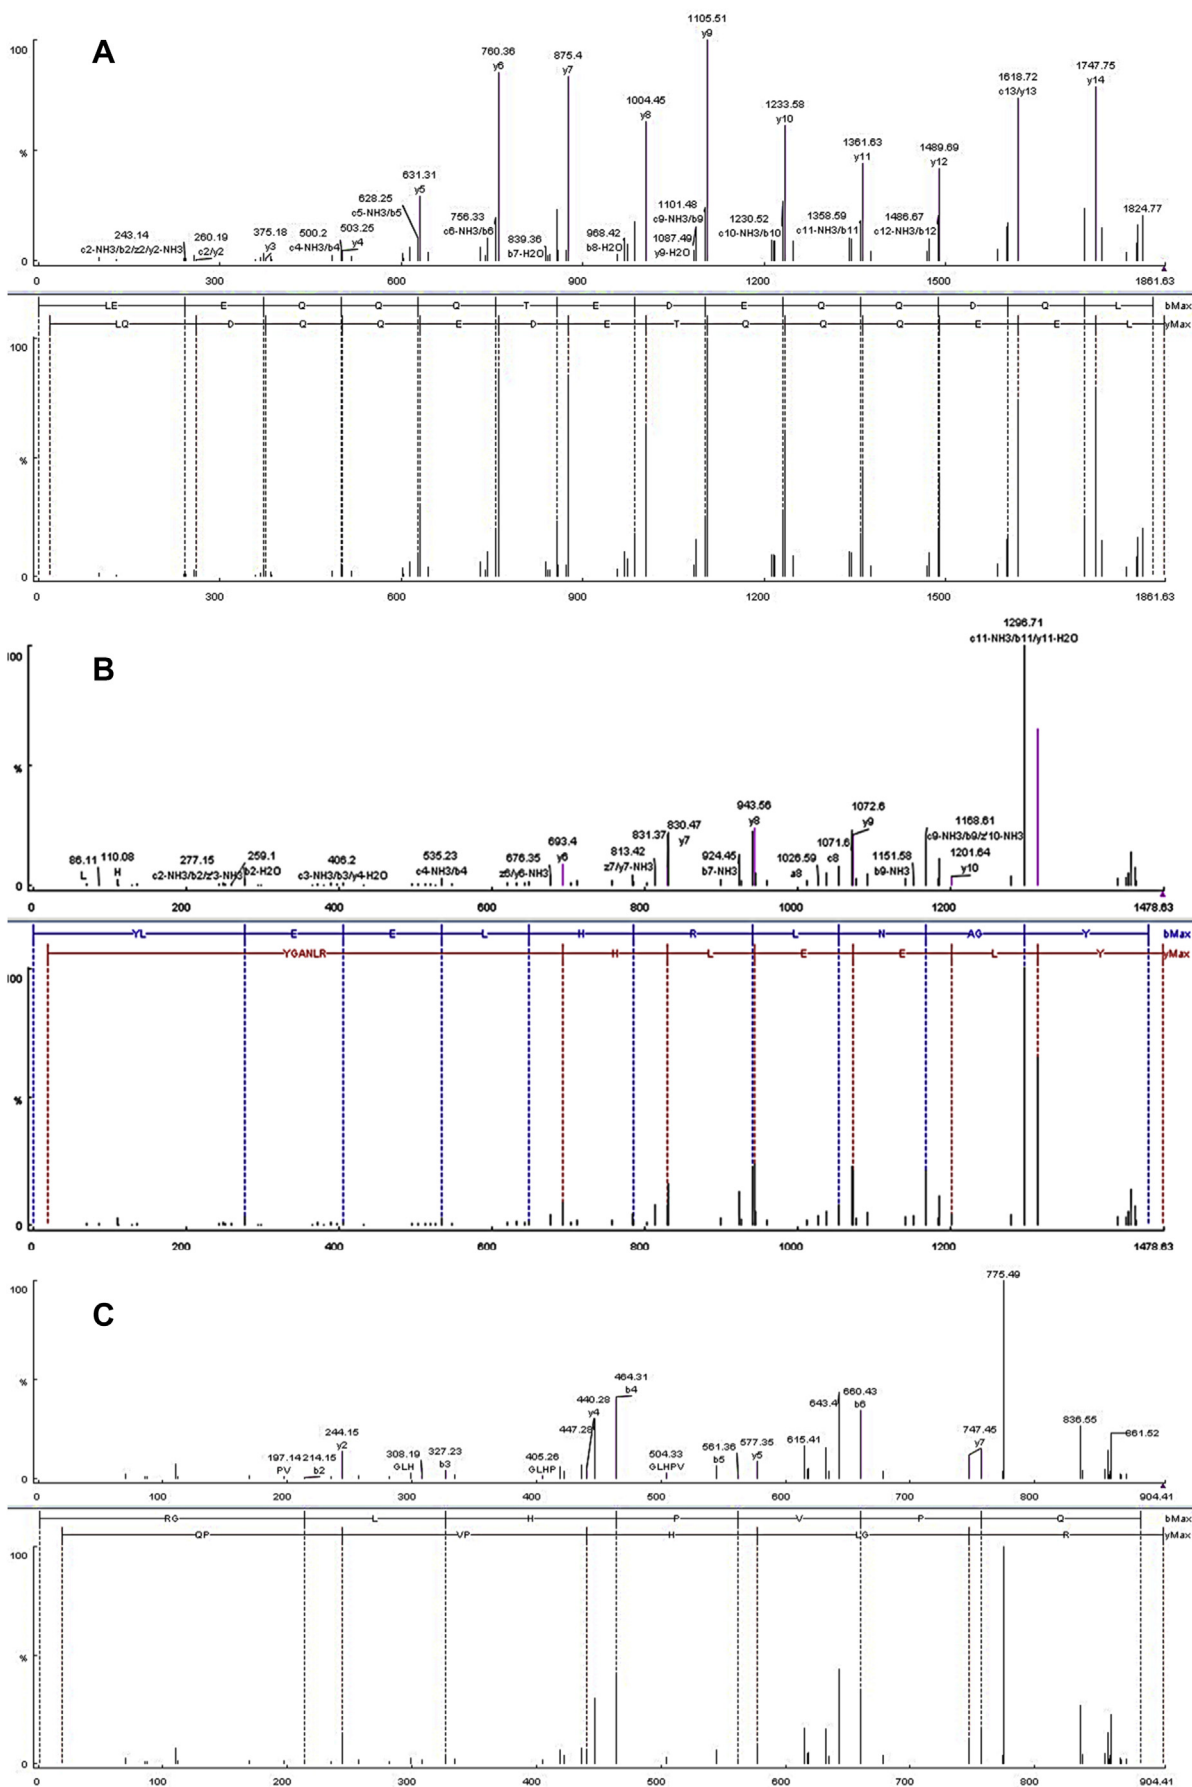 A
100
%
0
243.14
c2-NH3/b2/z2/y2-NH3
260.19
c2/y2
375.18
y3
500.2
c4-NH3/b4
503.25
y4
628.25
c5-NH3/b5
631.31
y5
756.33
c6-NH3/b6
760.36
y6
839.36
b7-H2O
875.4
y7
968.42
b8-H2O
1004.45
y8
1087.49
y9-H2O
1101.48
c9-NH3/b9
1105.51
y9
1230.52
c10-NH3/b10
1233.58
y10
1358.59
c11-NH3/b11
1361.63
y11
1486.67
c12-NH3/b12
1489.69
y12
1618.72
c13/y13
1747.75
y14
1824.77
0 300 600 900 1200 1500 1861.63
LE E Q Q Q T E D E Q Q D Q L bMax
LQ D Q Q E D E T Q Q Q E E L yMax
100
%
0
0 300 600 900 1200 1500 1861.63
B
100
%
0
86.11
L
110.08
H
277.15
c2-NH3/b2/z'3-NH3
259.1
b2-H2O
406.2
c3-NH3/b3/y4-H2O
535.23
c4-NH3/b4
676.35
z6/y6-NH3
693.4
y6
813.42
z7/y7-NH3
831.37
830.47
y7
924.45
b7-NH3
943.56
y8
1026.59
a8
1071.6
c8
1072.6
y9
1151.58
b9-NH3
1168.61
c9-NH3/b9/z'10-NH3
1201.64
y10
1296.71
c11-NH3/b11/y11-H2O
0 200 400 600 800 1000 1200 1478.63
YL E E L H R L N AG Y bMax
YGANLR H L E E L Y yMax
100
%
0
0 200 400 600 800 1000 1200 1478.63
C
100
%
0
197.14
PV
214.15
b2
244.15
y2
308.19
GLH
327.23
b3
405.26
GLHP
447.28
440.28
y4
464.31
b4
504.33
GLHPV
561.36
b5
577.35
y5
615.41
643.4
660.43
b6
747.45
y7
775.49
836.55
861.52
0 100 200 300 400 500 600 700 800 904.41
RG L H P V P Q bMax
QP VP H LG R yMax
100
%
0
0 100 200 300 400 500 600 700 800 904.41